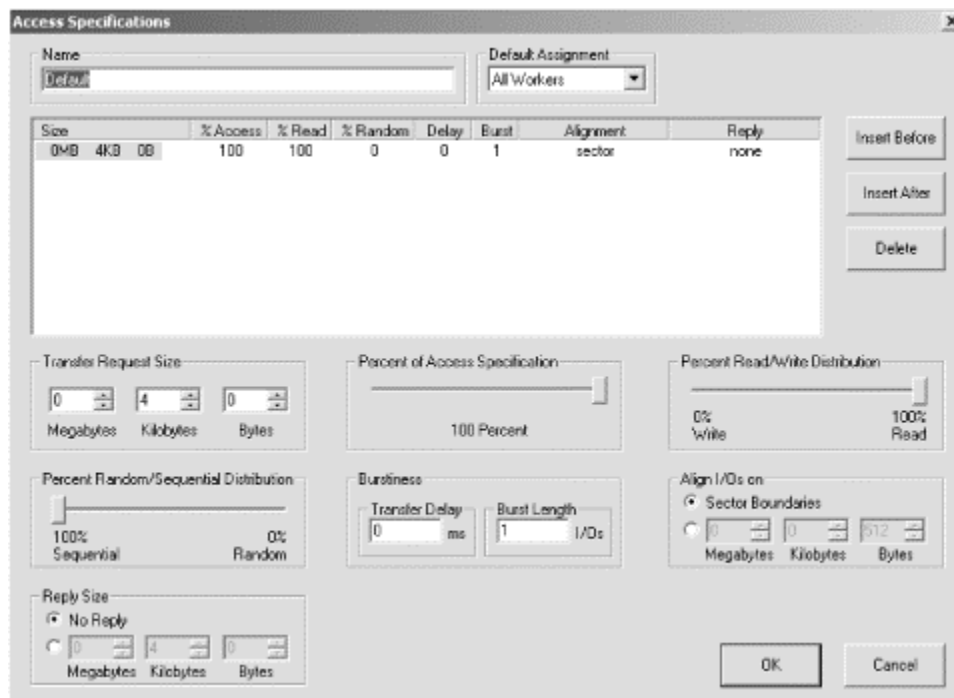 Access Specifications
Name
Default Assignment
Default
All Workers
Size % Access % Read % Random Delay Burst Alignment Reply
0MB 4KB 0B 100 100 0 0 1 sector none
Insert Before
Insert After
Delete
Transfer Request Size
0 4 0
Megabytes Kilobytes Bytes
Percent of Access Specification
100 Percent
Percent Read/Write Distribution
0% 100%
Write Read
Percent Random/Sequential Distribution
100% 0%
Sequential Random
Burstiness
Transfer Delay Burst Length
0 ms 1 I/Os
Align I/Os on
Sector Boundaries
0 0 512
Megabytes Kilobytes Bytes
Reply Size
No Reply
0 4 0
Megabytes Kilobytes Bytes
OK Cancel